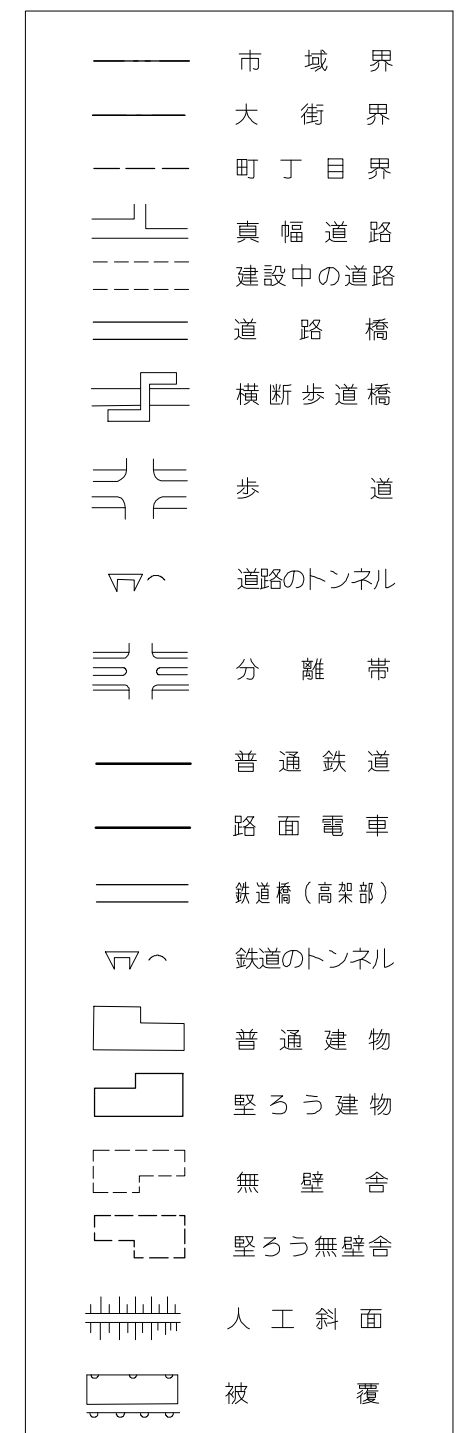 市域界
大街界
町丁目界
真幅道路
建設中の道路
道路橋
横断歩道橋
歩道
道路のトンネル
分離帯
普通鉄道
路面電車
鉄道橋(高架部)
鉄道のトンネル
普通建物
堅ろう建物
無壁舎
堅ろう無壁舎
人工斜面
被覆